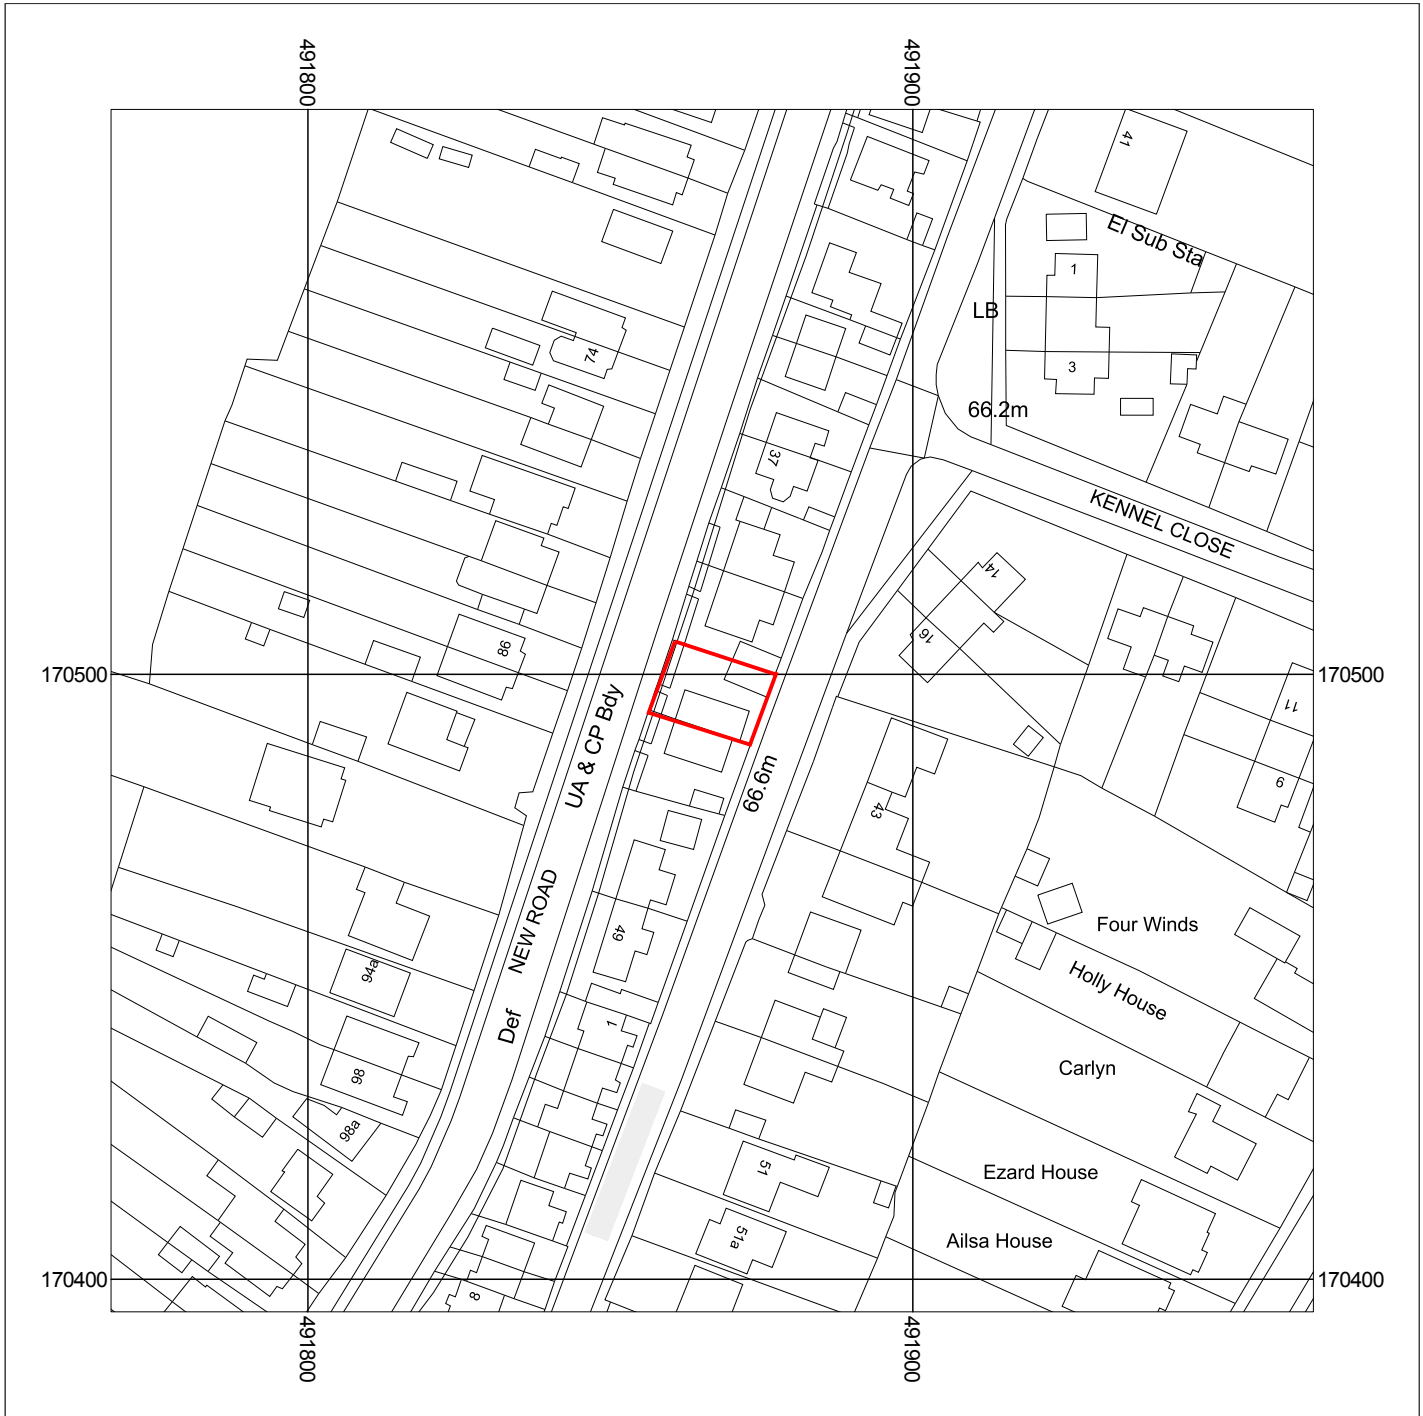 491800
491900
41
El Sub Sta
1
LB
74
3
66.2m
37
KENNEL CLOSE
14
16
86
170500
170500
UA & CP Bdy
11
9
66.6m
43
NEW ROAD
Four Winds
49
94a
Holly House
Def
1
Carlyn
98
98a
51
Ezard House
51a
Ailsa House
170400
170400
8
491800
491900